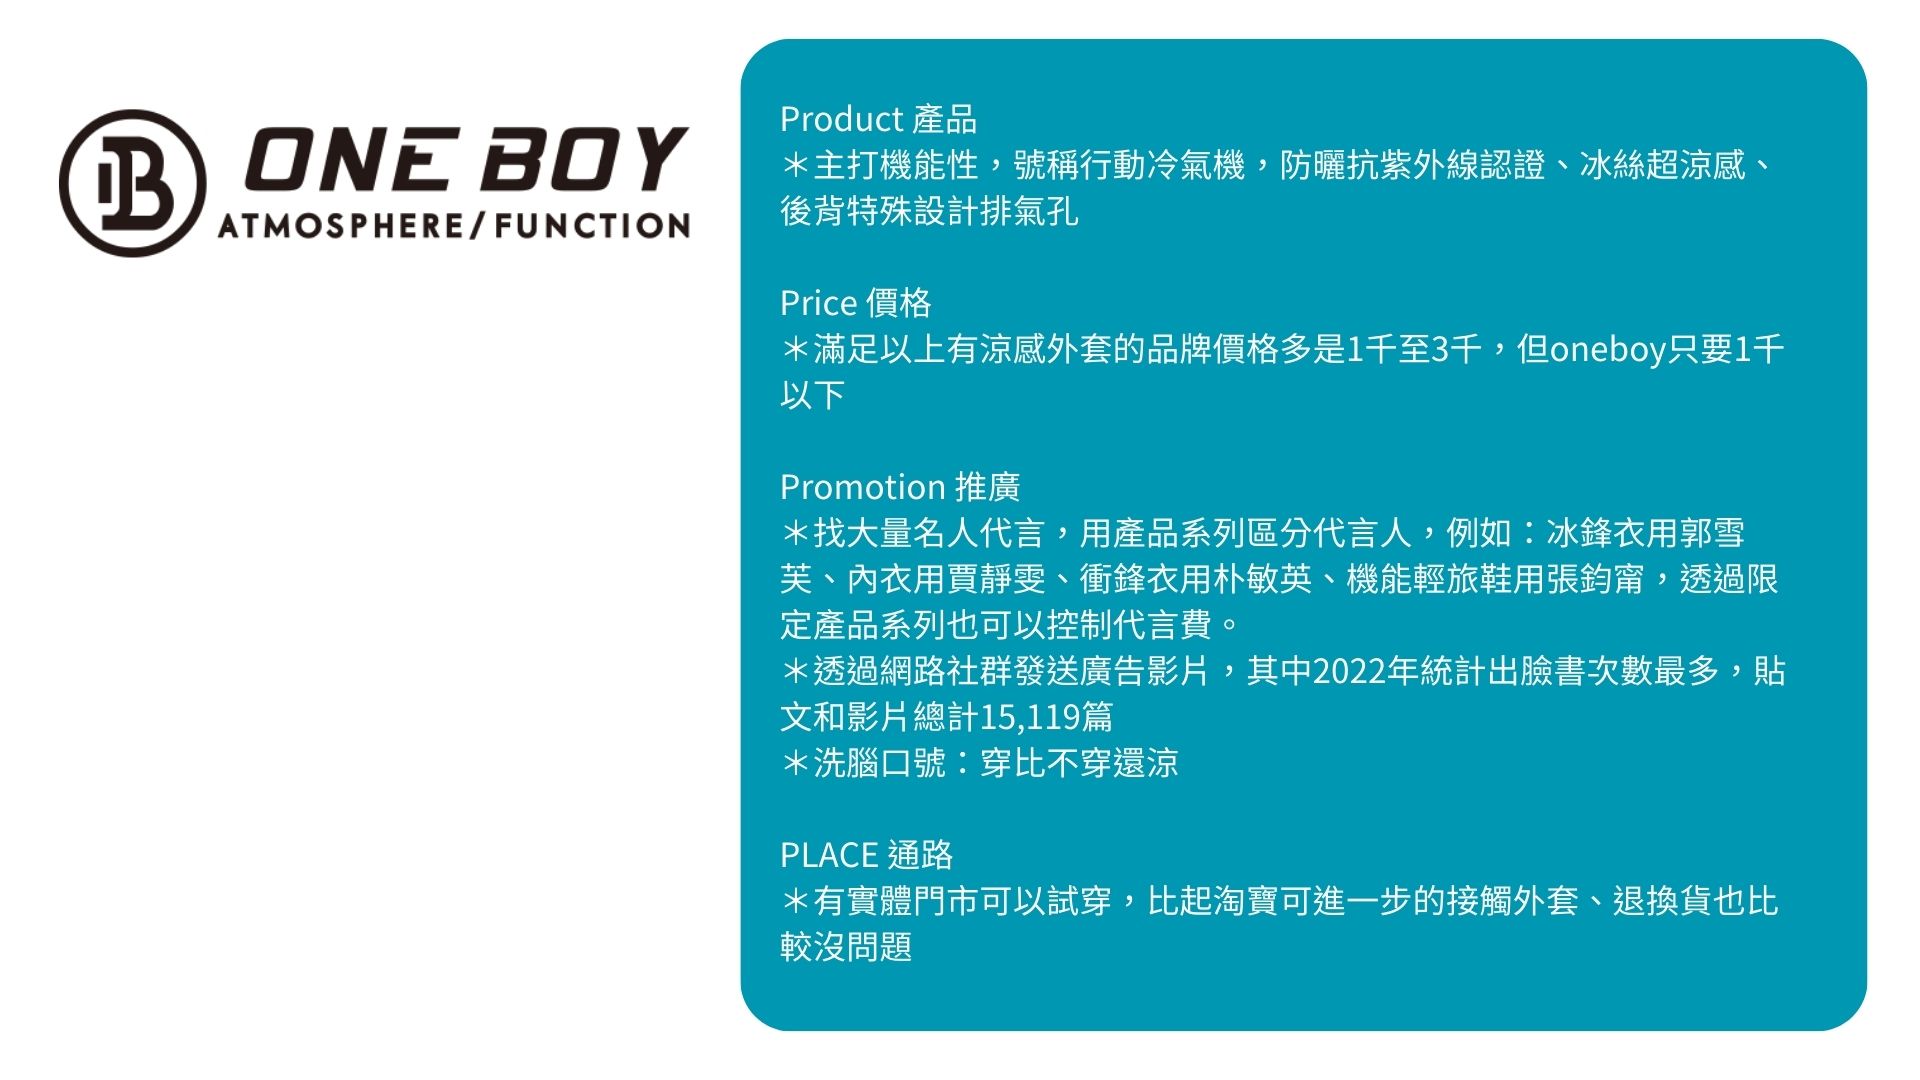 ONE BOY
ATMOSPHERE/FUNCTION
Product 產品
＊主打機能性，號稱行動冷氣機，防曬抗紫外線認證、冰絲超涼感、
後背特殊設計排氣孔
Price 價格
＊滿足以上有涼感外套的品牌價格多是1千至3千，但oneboy只要1千
以下
Promotion 推廣
＊找大量名人代言，用產品系列區分代言人，例如：冰鋒衣用郭雪
芙、內衣用賈靜雯、衝鋒衣用朴敏英、機能輕旅鞋用張鈞甯，透過限
定產品系列也可以控制代言費。
＊透過網路社群發送廣告影片，其中2022年統計出臉書次數最多，貼
文和影片總計15,119篇
＊洗腦口號：穿比不穿還涼
PLACE 通路
＊有實體門市可以試穿，比起淘寶可進一步的接觸外套、退換貨也比
較沒問題